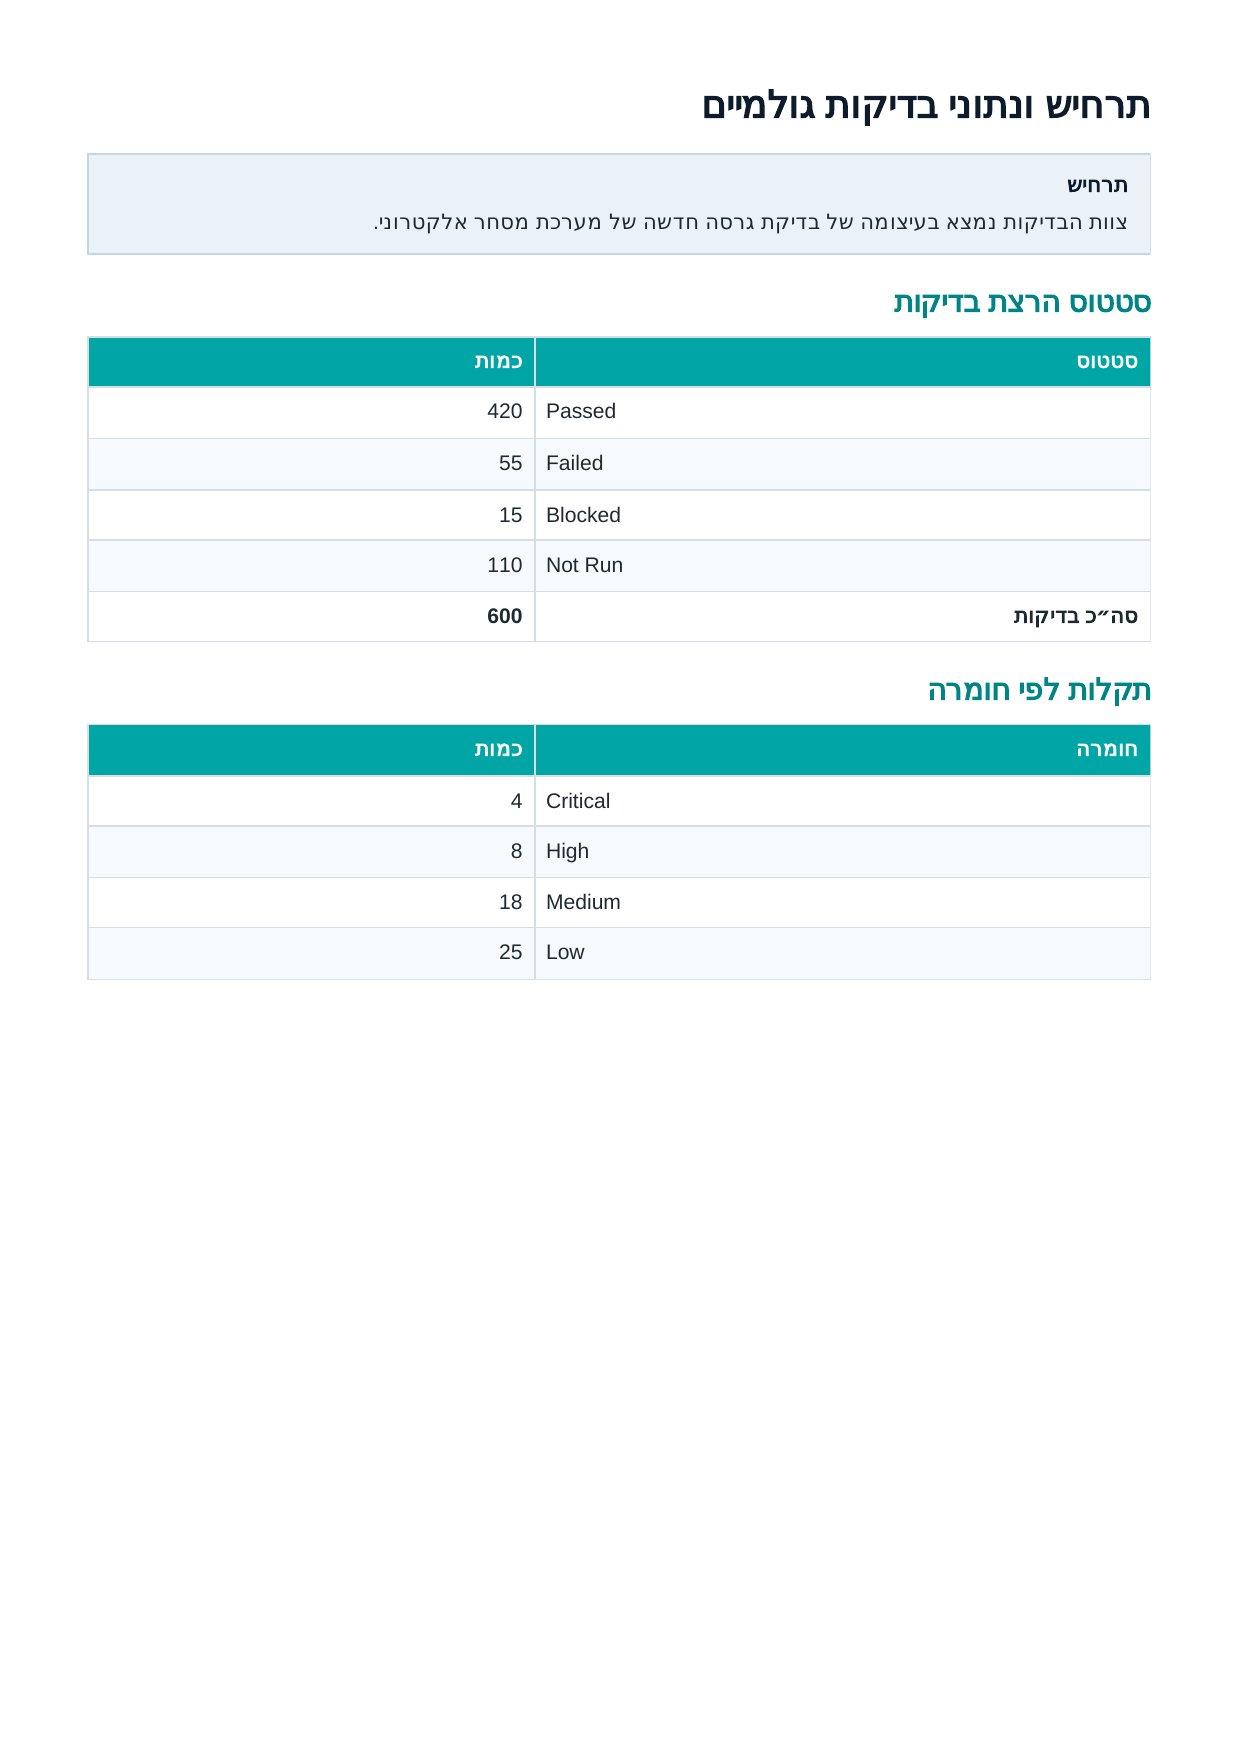 תרחיש ונתוני בדיקות גולמיים
תרחיש
צוות הבדיקות נמצא בעיצומה של בדיקת גרסה חדשה של מערכת מסחר אלקטרוני.
סטטוס הרצת בדיקות
סטטוס כמות
Passed 420
Failed 55
Blocked 15
Not Run 110
סה״כ בדיקות 600
תקלות לפי חומרה
חומרה כמות
Critical 4
High 8
Medium 18
Low 25